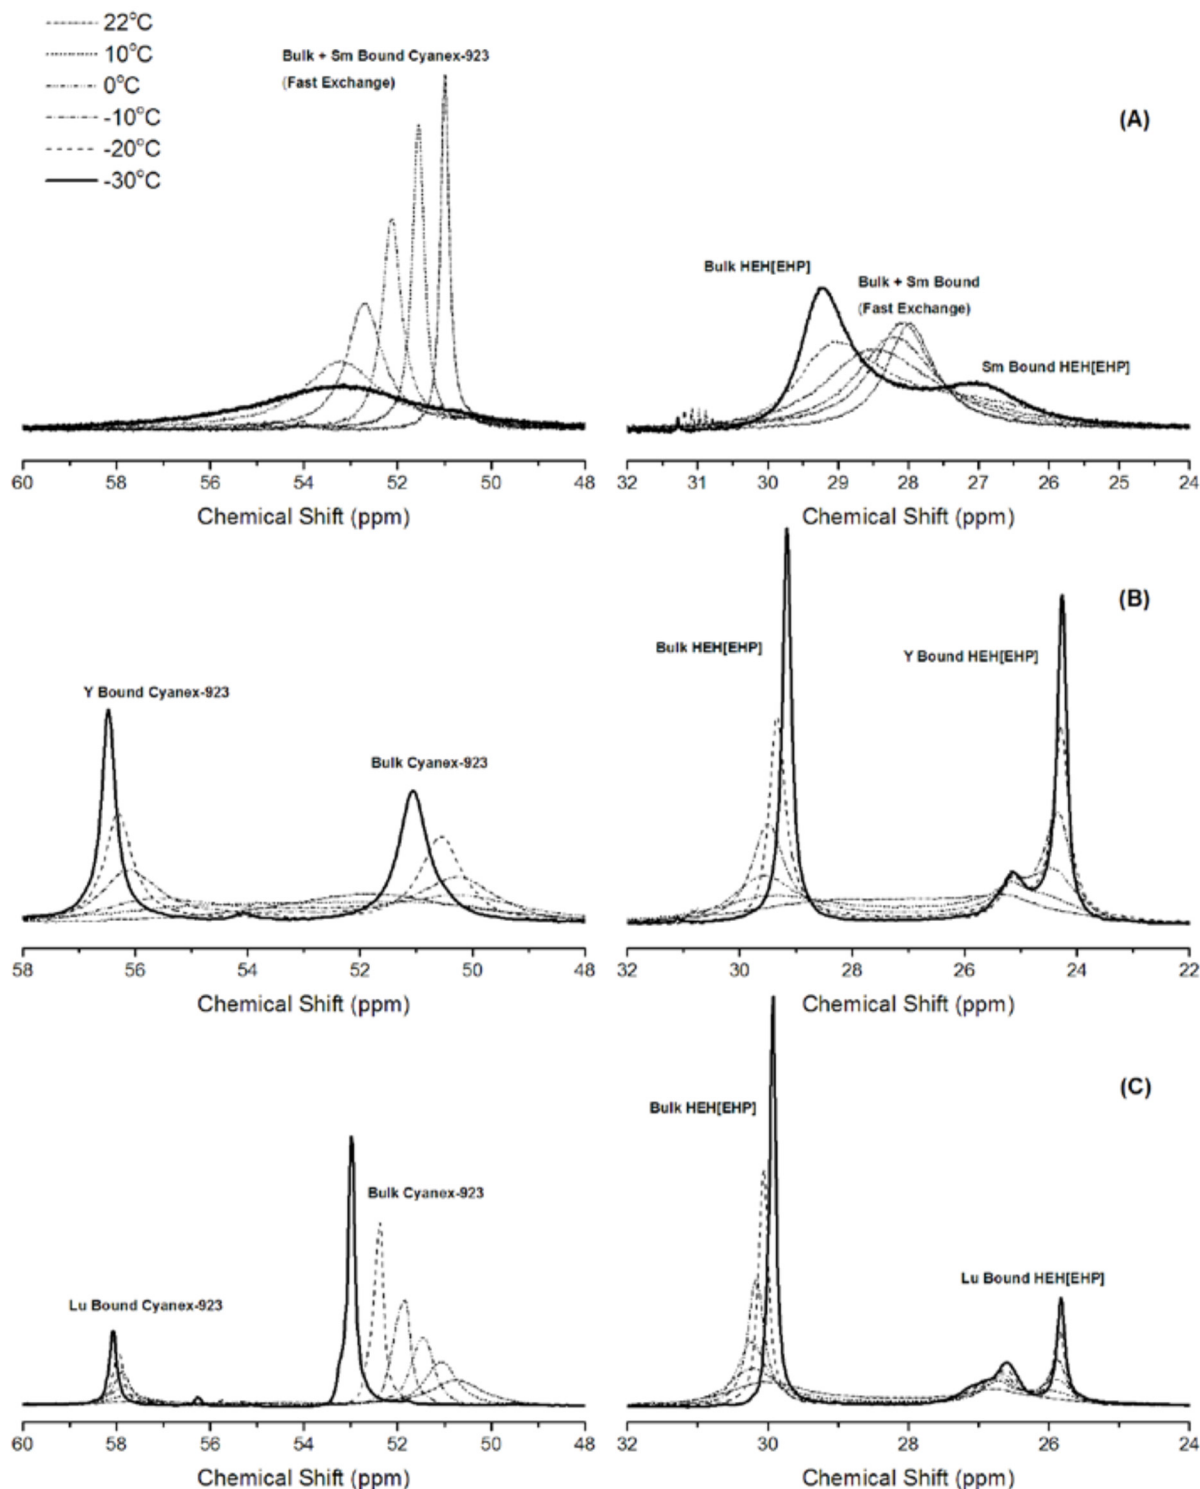 22°C
10°C
0°C
-10°C
-20°C
-30°C
Bulk + Sm Bound Cyanex-923
(Fast Exchange)
(A)
Bulk HEH[EHP]
Bulk + Sm Bound
(Fast Exchange)
Sm Bound HEH[EHP]
60 58 56 54 52 50 48
Chemical Shift (ppm)
32 31 30 29 28 27 26 25 24
Chemical Shift (ppm)
(B)
Bulk HEH[EHP]
Y Bound HEH[EHP]
Y Bound Cyanex-923
Bulk Cyanex-923
58 56 54 52 50 48
Chemical Shift (ppm)
32 30 28 26 24 22
Chemical Shift (ppm)
(C)
Bulk HEH[EHP]
Bulk Cyanex-923
Lu Bound HEH[EHP]
Lu Bound Cyanex-923
60 58 56 54 52 50 48
Chemical Shift (ppm)
32 30 28 26 24
Chemical Shift (ppm)